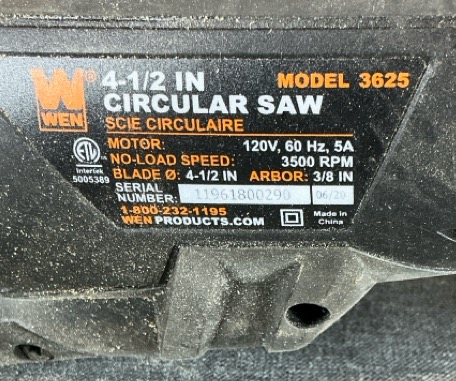 WEN® 4-1/2 IN MODEL 3625
CIRCULAR SAW
SCIE CIRCULAIRE
MOTOR: 120V, 60 Hz, 5A
NO-LOAD SPEED: 3500 RPM
BLADE Ø: 4-1/2 IN ARBOR: 3/8 IN
Intertek
5005389
SERIAL
NUMBER: 11961800290 06/20
1-800-232-1195
WENPRODUCTS.COM
Made in
China